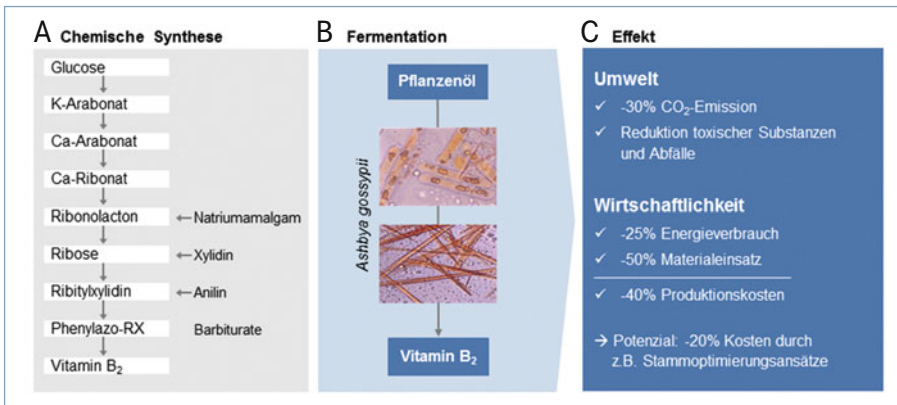 A Chemische Synthese
Glucose
K-Arabonat
Ca-Arabonat
Ca-Ribonat
Ribonolacton ← Natriumamalgam
Ribose ← Xylidin
Ribitylxylidin ← Anilin
Phenylazo-RX Barbiturate
Vitamin B₂
B Fermentation
Pflanzenöl
Ashbya gossypii
Vitamin B₂
C Effekt
Umwelt
✓ -30% CO₂-Emission
✓ Reduktion toxischer Substanzen
und Abfälle
Wirtschaftlichkeit
✓ -25% Energieverbrauch
✓ -50% Materialeinsatz
✓ -40% Produktionskosten
→ Potenzial: -20% Kosten durch
z.B. Stammoptimierungsansätze